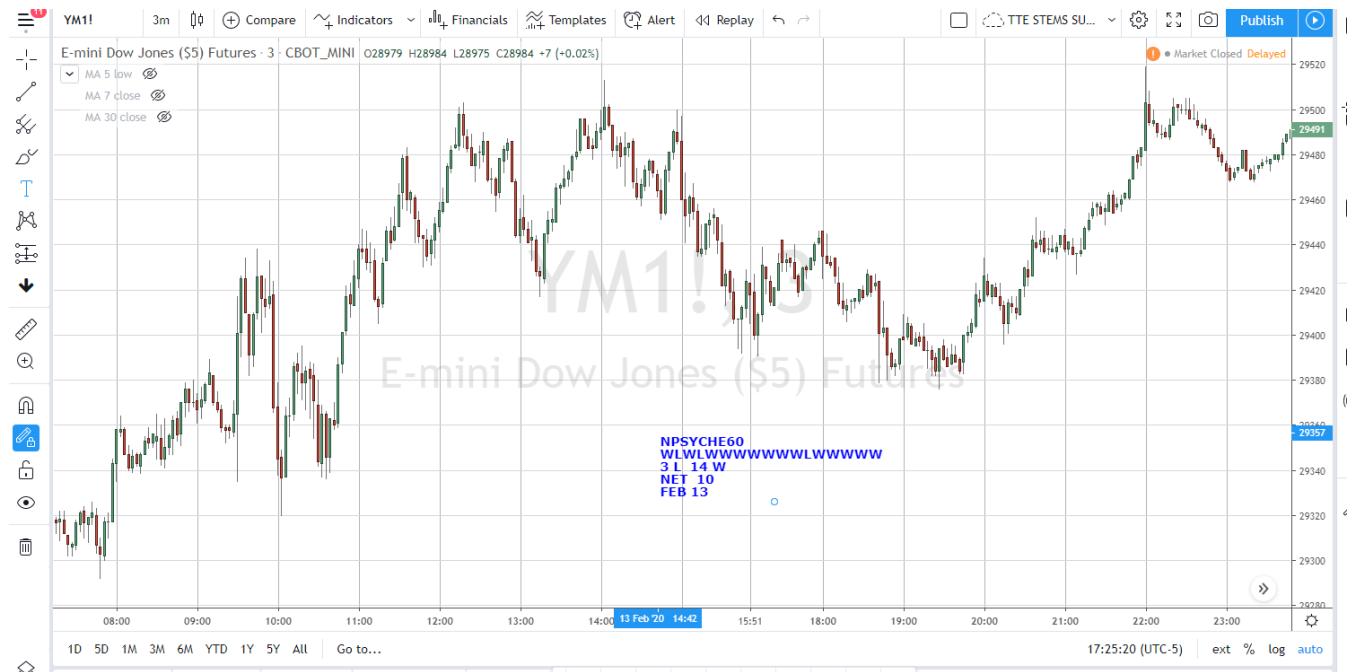 11
YM1!
3m
Compare
Indicators
Financials
Templates
Alert
Replay
TTE STEMS SU...
Publish
E-mini Dow Jones ($5) Futures · 3 · CBOT_MINI O28979 H28984 L28975 C28984 +7 (+0.02%)
Market Closed Delayed
MA 5 low
MA 7 close
MA 30 close
YM1!, 3
E-mini Dow Jones ($5) Futures
29520
29500
29491
29480
29460
29440
29420
29400
29380
29357
29340
29320
29300
29280
NPSYCHE60
WLWLWWWWWWWLWWWWW
3 L 14 W
NET 10
FEB 13
08:00 09:00 10:00 11:00 12:00 13:00 14:00 13 Feb '20 14:42 15:51 18:00 19:00 20:00 21:00 22:00 23:00
1D 5D 1M 3M 6M YTD 1Y 5Y All Go to... 17:25:20 (UTC-5) ext % log auto